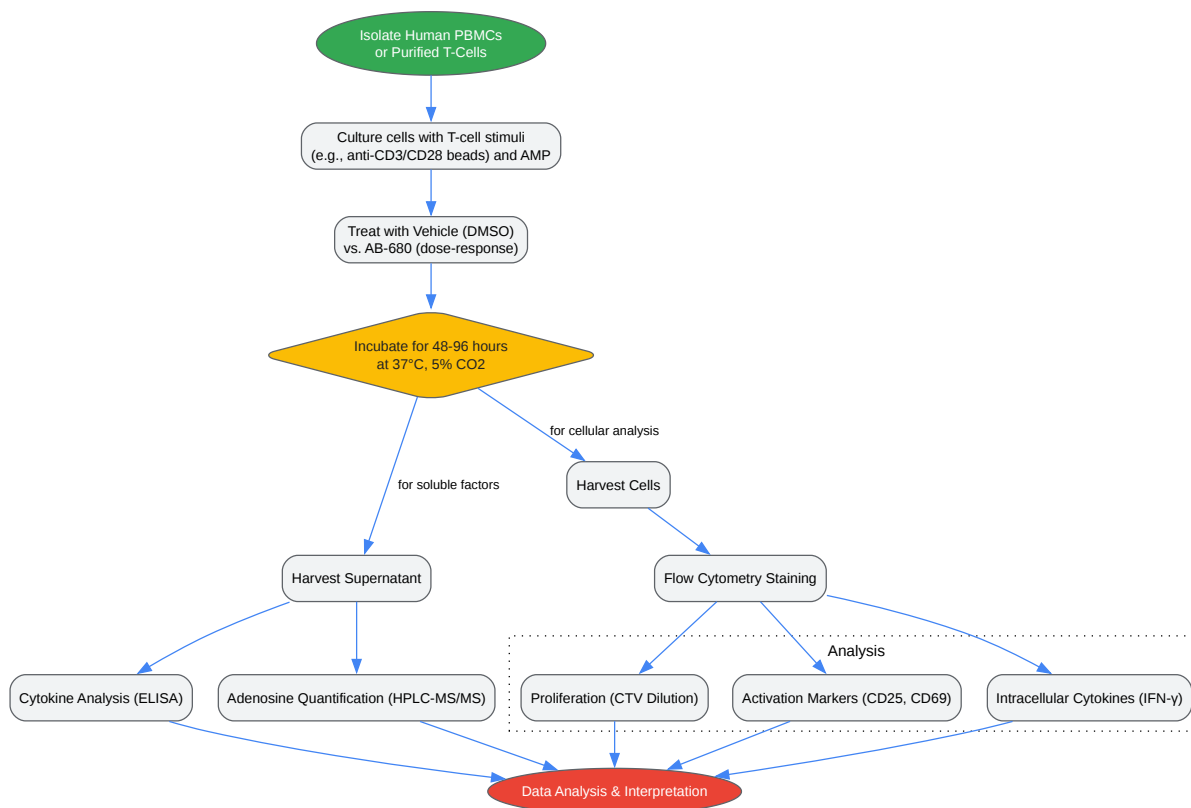 Isolate Human PBMCs
or Purified T-Cells
Culture cells with T-cell stimuli
(e.g., anti-CD3/CD28 beads) and AMP
Treat with Vehicle (DMSO)
vs. AB-680 (dose-response)
Incubate for 48-96 hours
at 37°C, 5% CO2
for cellular analysis
for soluble factors
Harvest Cells
Harvest Supernatant
Flow Cytometry Staining
Analysis
Cytokine Analysis (ELISA)
Adenosine Quantification (HPLC-MS/MS)
Proliferation (CTV Dilution)
Activation Markers (CD25, CD69)
Intracellular Cytokines (IFN-γ)
Data Analysis & Interpretation